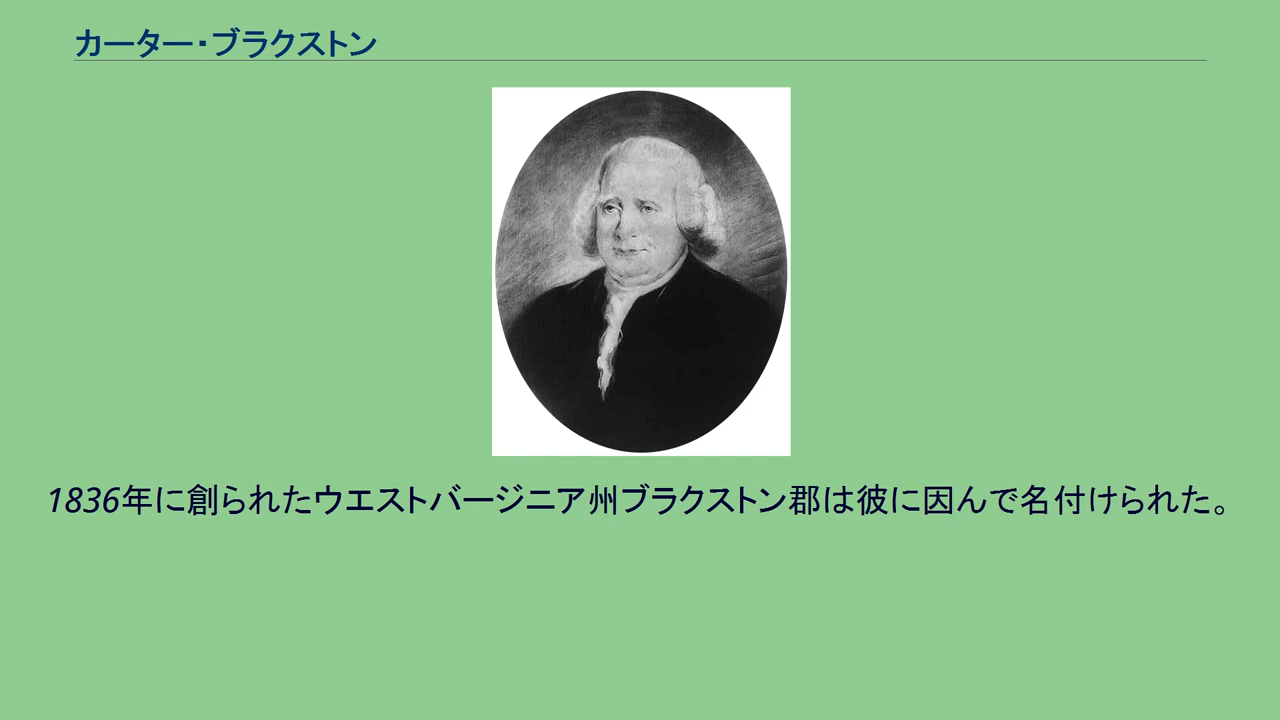 カーター・ブラクストン
1836年に創られたウエストバージニア州ブラクストン郡は彼に因んで名付けられた。